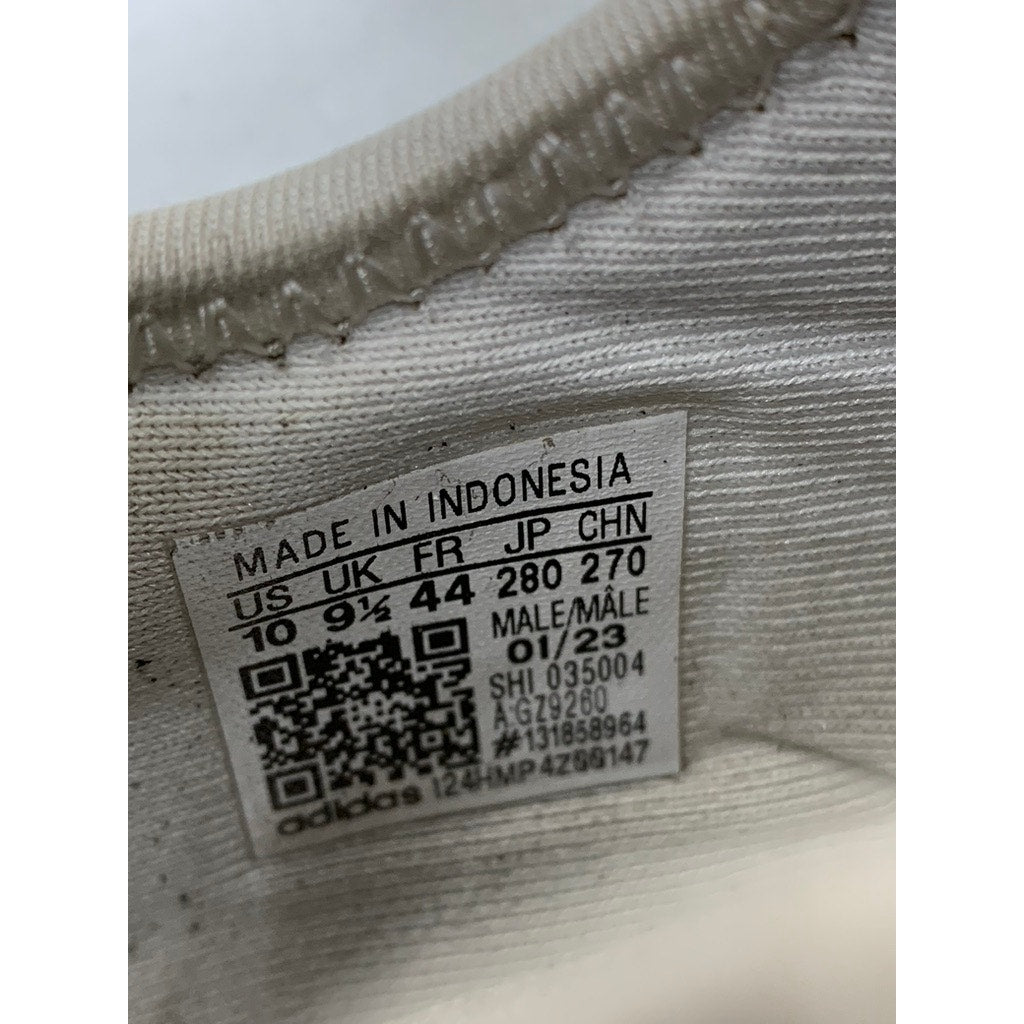 MADE IN INDONESIA
US UK FR JP CHN
10 9½ 44 280 270
MALE/MÂLE
01/23
SHI 035004
A:GZ9260
#131858964
adidas 124HMP4Z66147